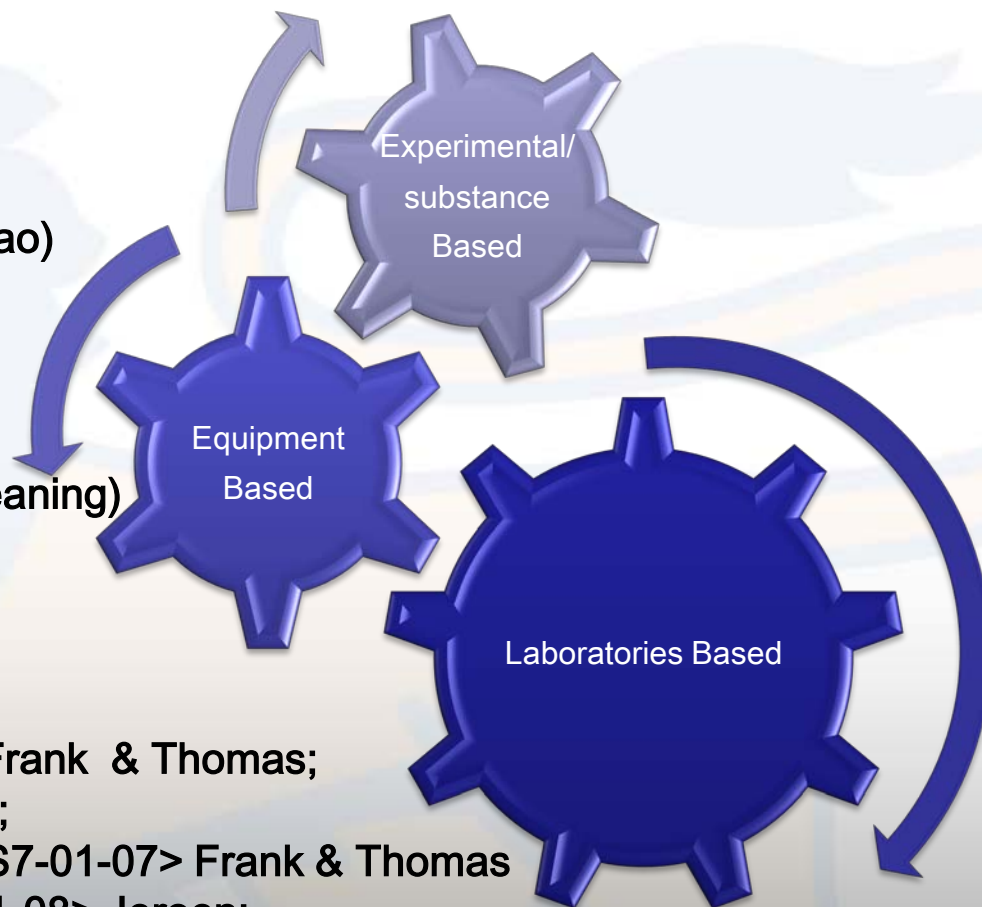 Experimental/
substance
Based
ao)
Equipment
Based
eaning)
Laboratories Based
Frank & Thomas;
;
S7-01-07> Frank & Thomas